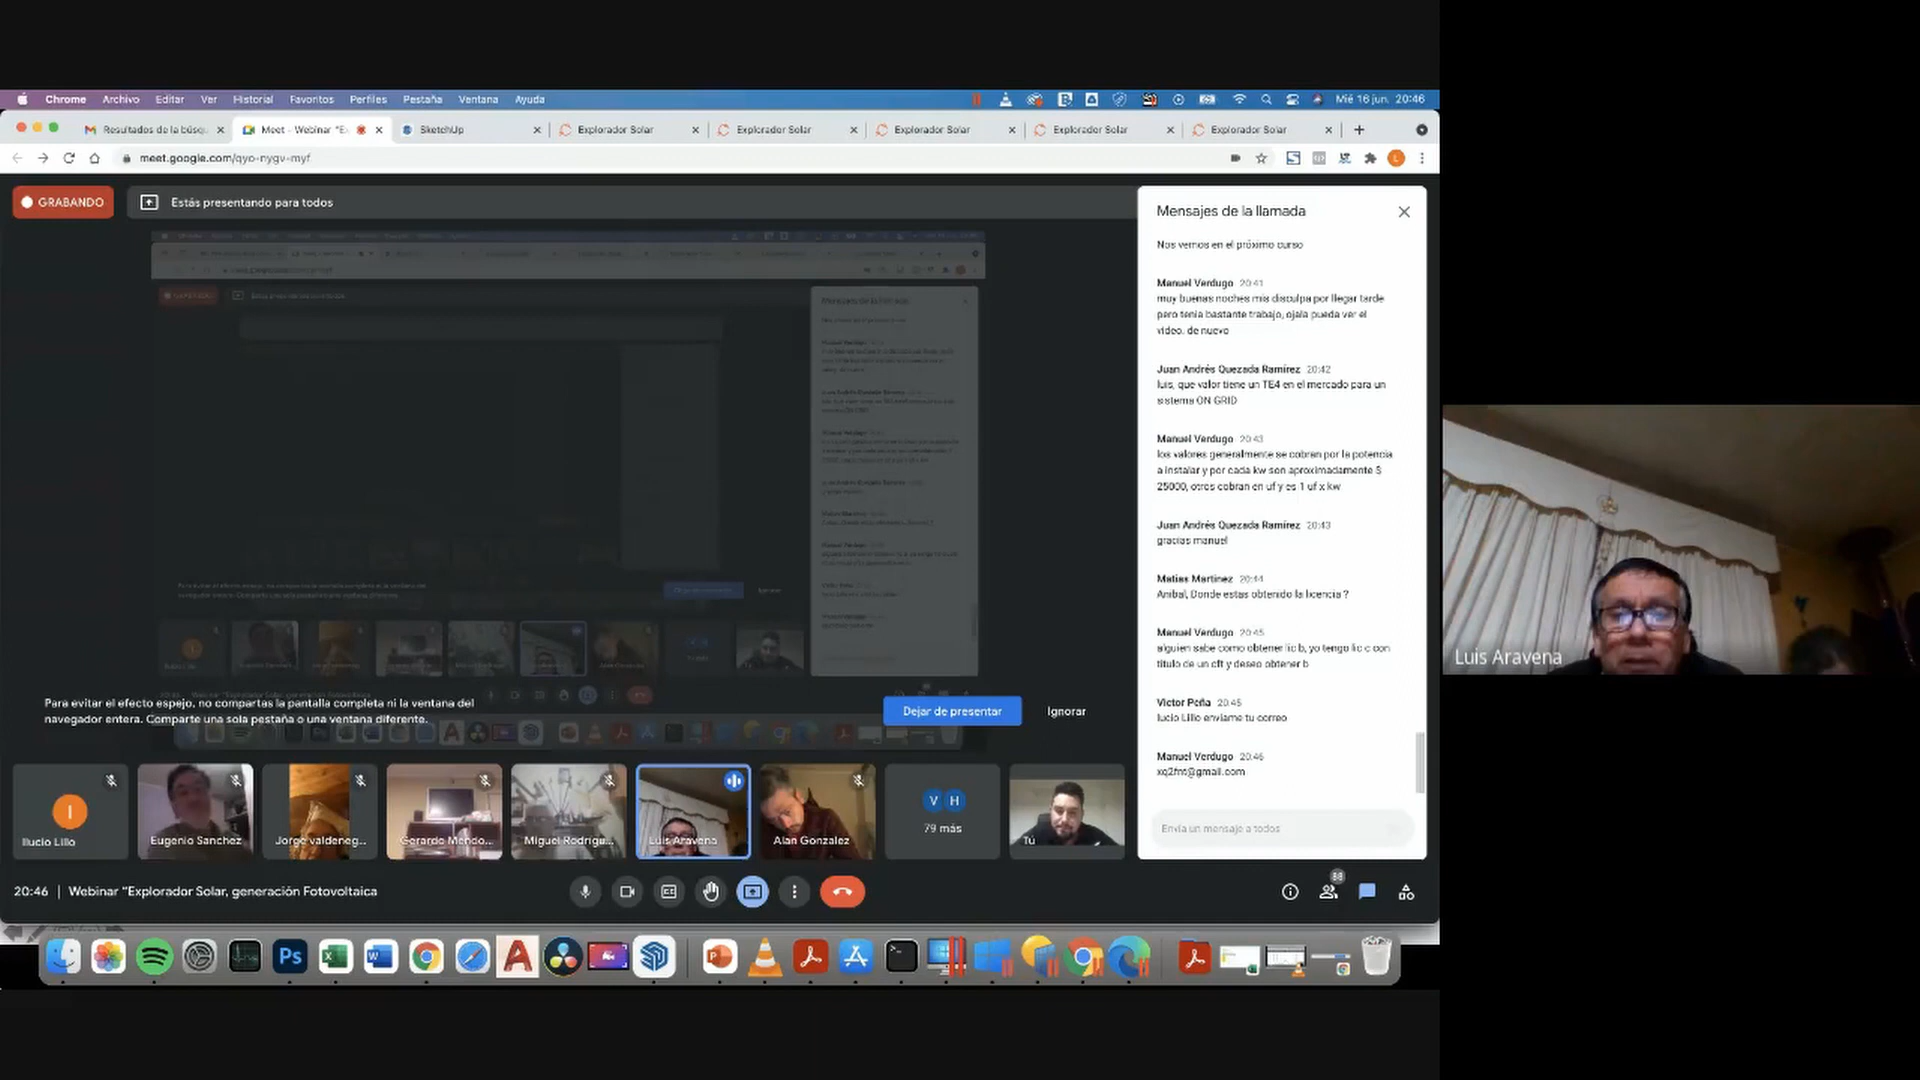 Chrome Archivo Editar Ver Historial Favoritos Perfiles Pestaña Ventana Ayuda
Mié 16 jun. 20:46
Resultados de la búsq
Meet - Webinar "E
SketchUp
Explorador Solar
Explorador Solar
Explorador Solar
Explorador Solar
Explorador Solar
meet.google.com/qyo-nygv-myf
GRABANDO
Estás presentando para todos
Mensajes de la llamada
Nos vemos en el próximo curso
Manuel Verdugo 20:41
muy buenas noches mis disculpa por llegar tarde
pero tenia bastante trabajo, ojala pueda ver el
video. de nuevo
Juan Andrés Quezada Ramírez 20:42
luis, que valor tiene un TE4 en el mercado para un
sistema ON GRID
Manuel Verdugo 20:43
los valores generalmente se cobran por la potencia
a instalar y por cada kw son aproximadamente $
25000, otros cobran en uf y es 1 uf x kw
Juan Andrés Quezada Ramírez 20:43
gracias manuel
Matias Martinez 20:44
Anibal, Donde estas obtenido la licencia ?
Manuel Verdugo 20:45
alguien sabe como obtener lic b, yo tengo lic c con
titulo de un cft y deseo obtener b
Victor Peña 20:45
lucio Lillo enviame tu correo
Manuel Verdugo 20:46
xq2fnt@gmail.com
Envía un mensaje a todos
Para evitar el efecto espejo, no compartas la pantalla completa ni la ventana del
navegador entera. Comparte una sola pestaña o una ventana diferente.
Dejar de presentar
Ignorar
llucio Lillo
Eugenio Sanchez
Jorge valdeneg...
Gerardo Mendo...
Miguel Rodrigu...
Luis Aravena
Alan Gonzalez
V H
79 más
Tú
20:46 | Webinar "Explorador Solar, generación Fotovoltaica
88
Luis Aravena